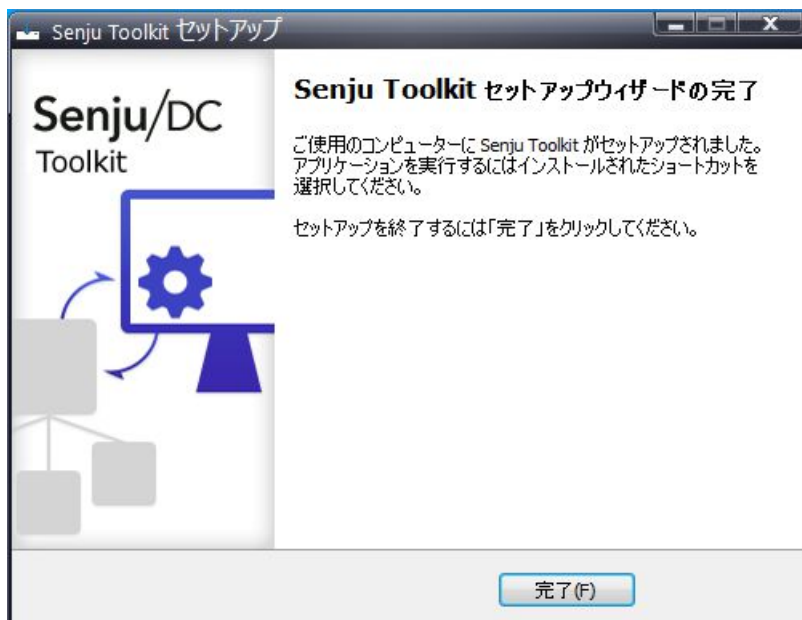 Senju Toolkit セットアップ
Senju/DC
Toolkit
Senju Toolkit セットアップウィザードの完了
ご使用のコンピューターに Senju Toolkit がセットアップされました。
アプリケーションを実行するにはインストールされたショートカットを
選択してください。
セットアップを終了するには「完了」をクリックしてください。
完了(F)